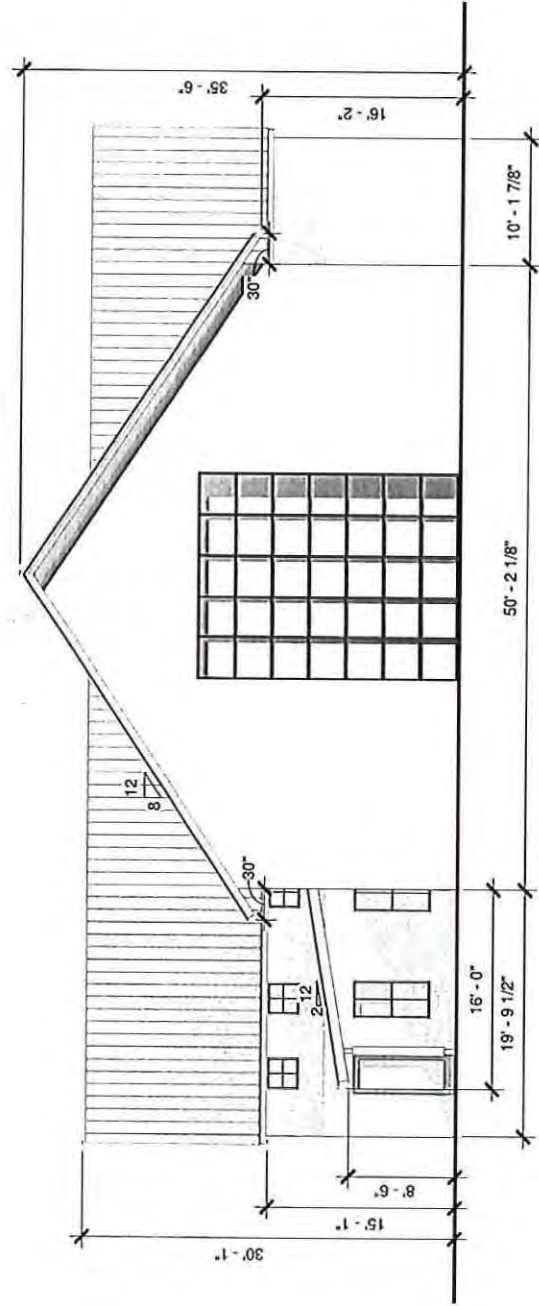 35' - 6"
16' - 2"
10' - 1 7/8"
30"
50' - 2 1/8"
12
8
30"
12
2
16' - 0"
19' - 9 1/2"
8' - 6"
15' - 1"
30' - 1"